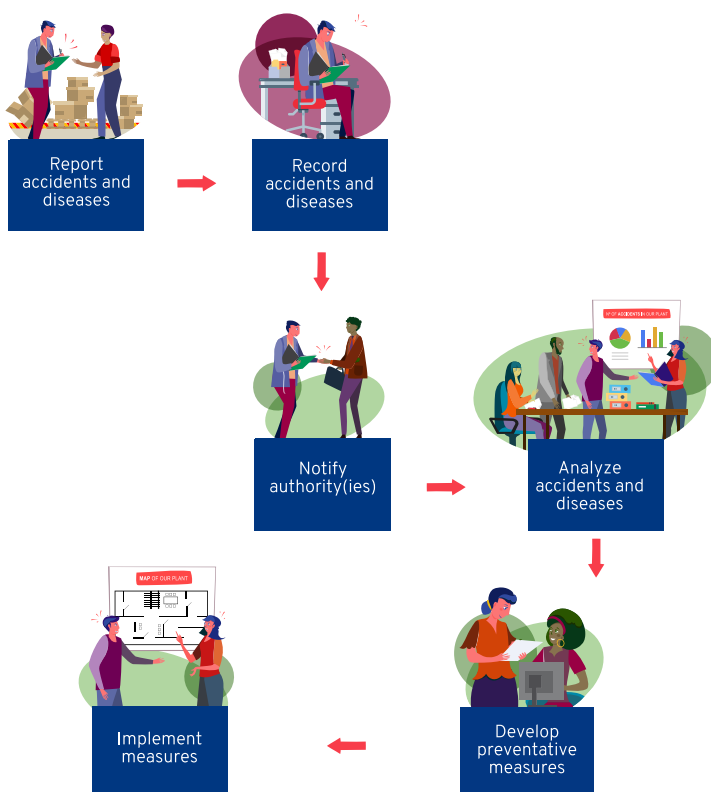 Report
accidents and
diseases
Record
accidents and
diseases
Nº OF ACCIDENTS IN OUR PLANT
Notify
authority(ies)
Analyze
accidents and
diseases
MAP OF OUR PLANT
Implement
measures
Develop
preventative
measures